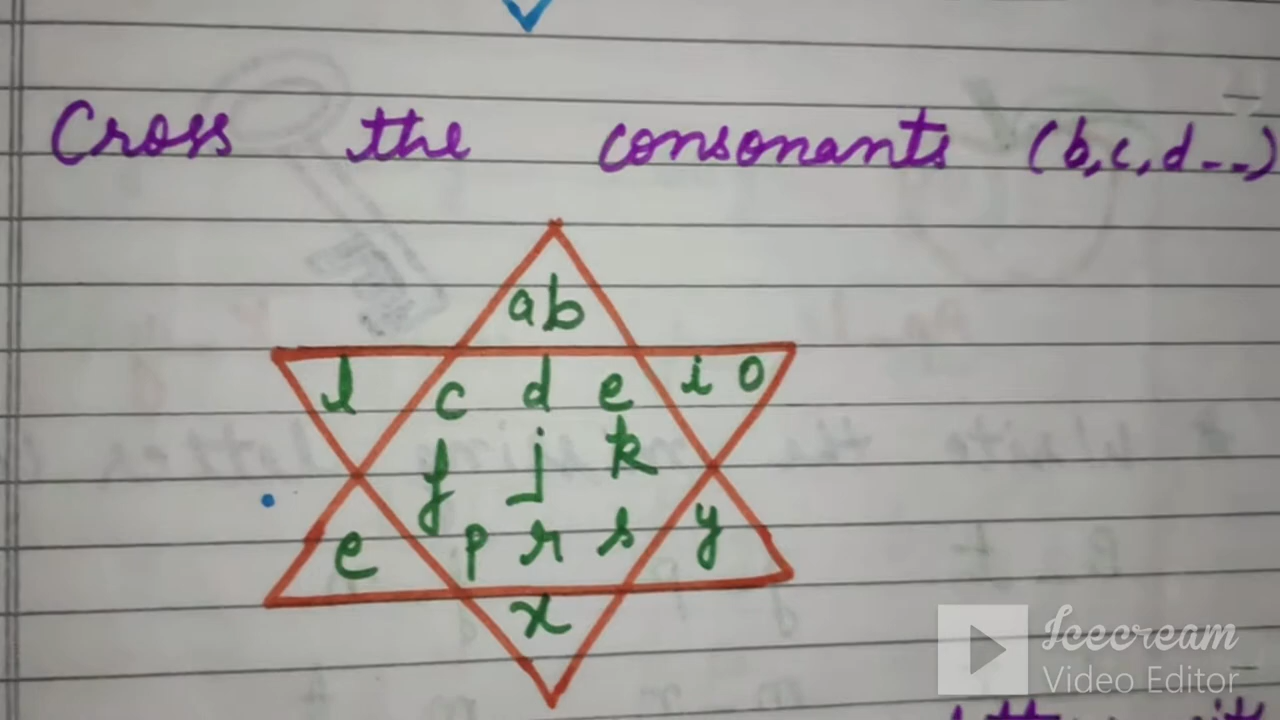 Cross the consonants (b,c,d--)
ab
l c d e i o
f j k
e p r s y
x
Icecream
Video Editor